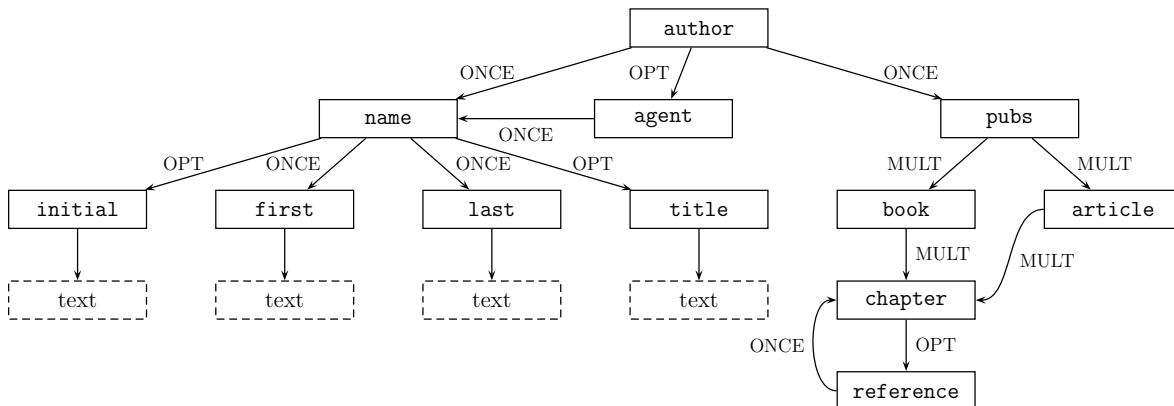 author
ONCE OPT ONCE
name agent pubs
ONCE
OPT ONCE ONCE OPT MULT MULT
initial first last title book article
MULT MULT
text text text text chapter
ONCE OPT
reference